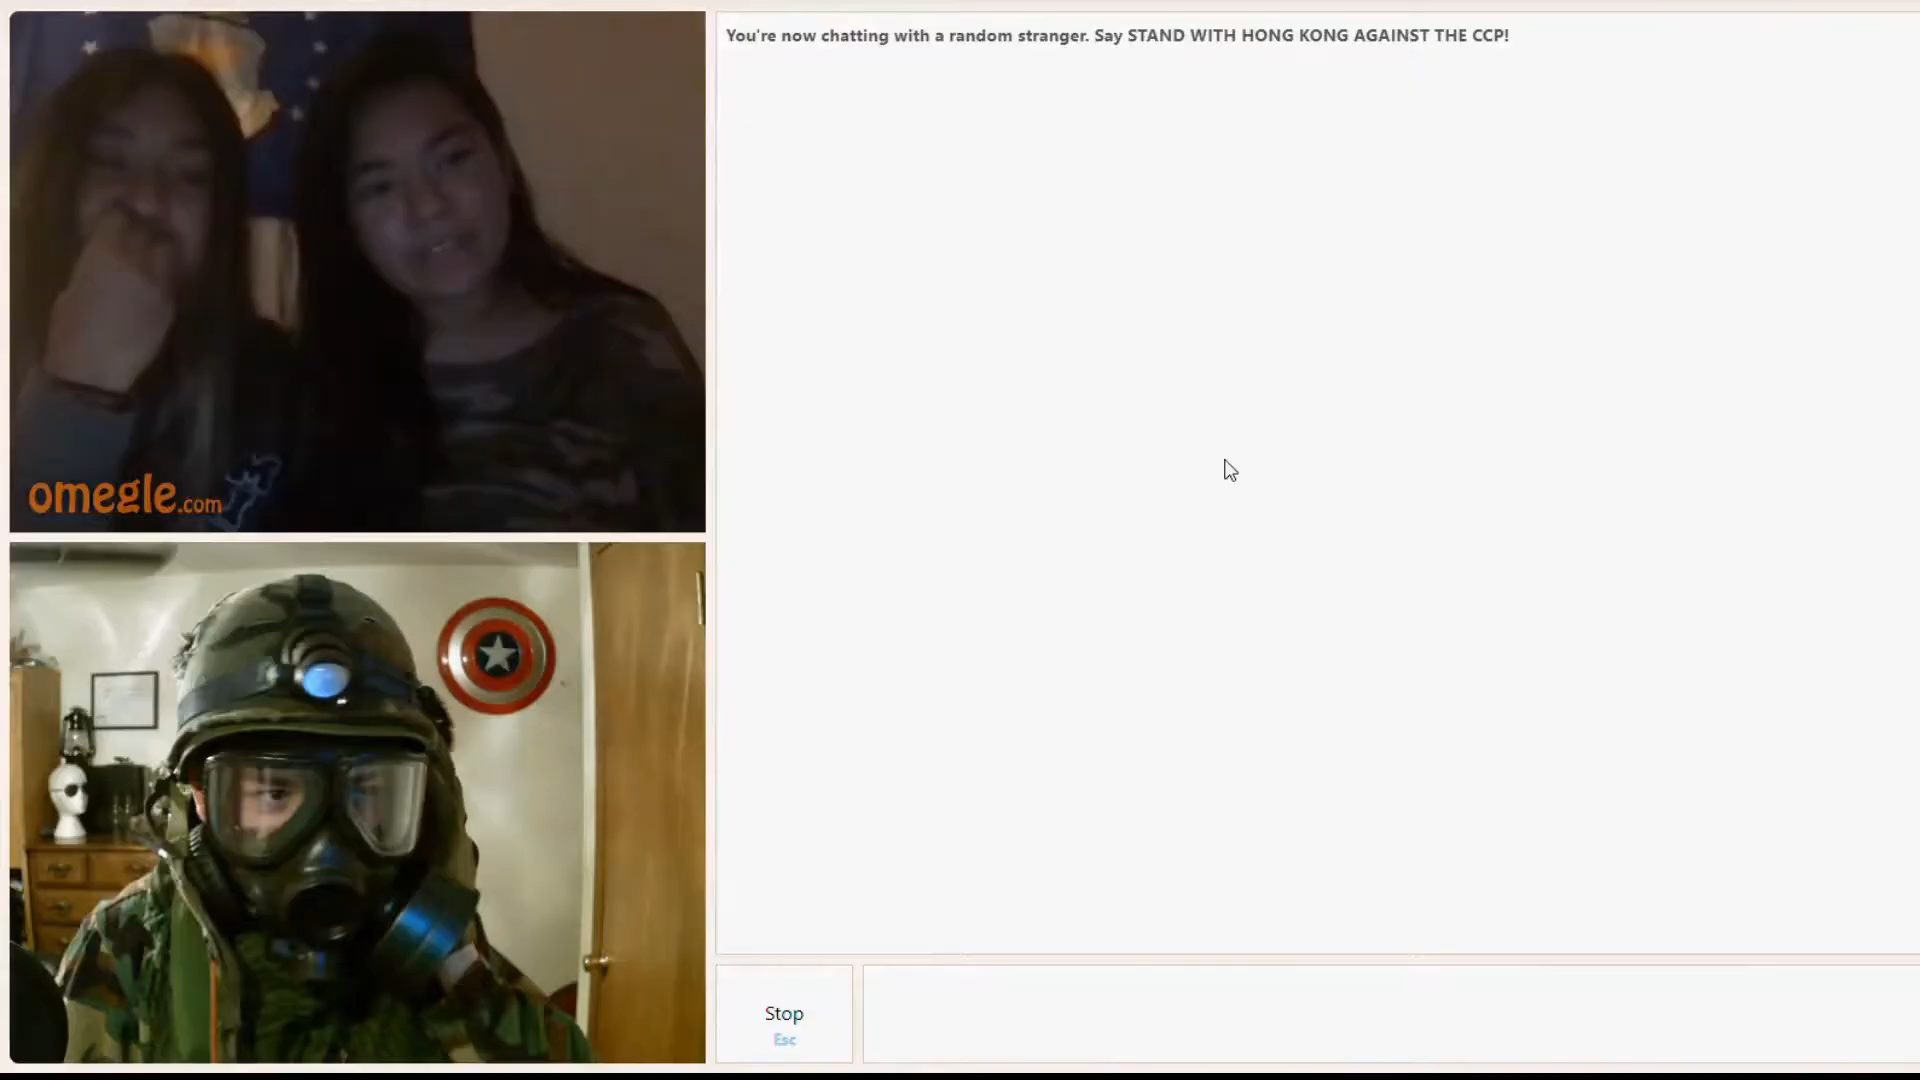 You're now chatting with a random stranger. Say STAND WITH HONG KONG AGAINST THE CCP!
omegle.com
Stop
Esc